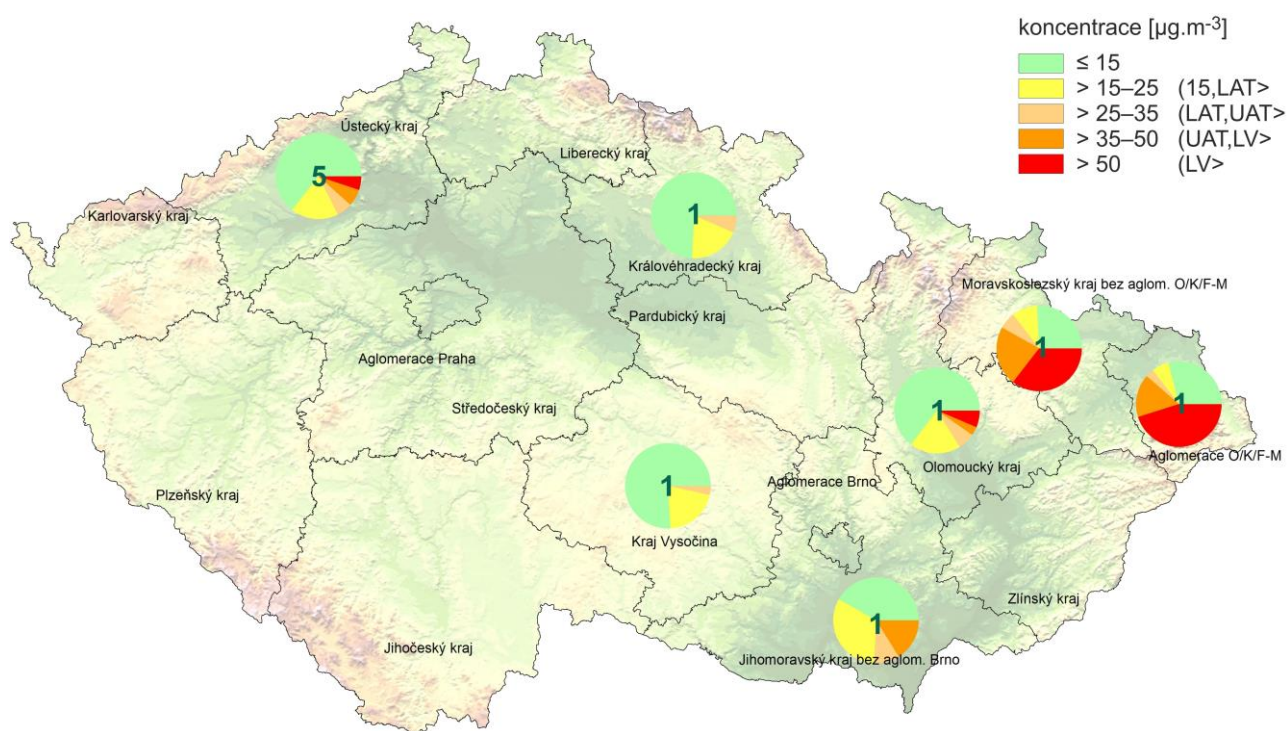 koncentrace [µg.m-³]
≤ 15
> 15–25 (15,LAT>
> 25–35 (LAT,UAT>
> 35–50 (UAT,LV>
> 50 (LV>
Ústecký kraj
5
Liberecký kraj
Karlovarský kraj
1
Královéhradecký kraj
Moravskoslezský kraj bez aglom. O/K/F-M
Pardubický kraj
1
Aglomerace Praha
1
1
Středočeský kraj
Aglomerace O/K/F-M
Olomoucký kraj
Aglomerace Brno
1
Plzeňský kraj
Kraj Vysočina
Zlínský kraj
1
Jihočeský kraj
Jihomoravský kraj bez aglom. Brno